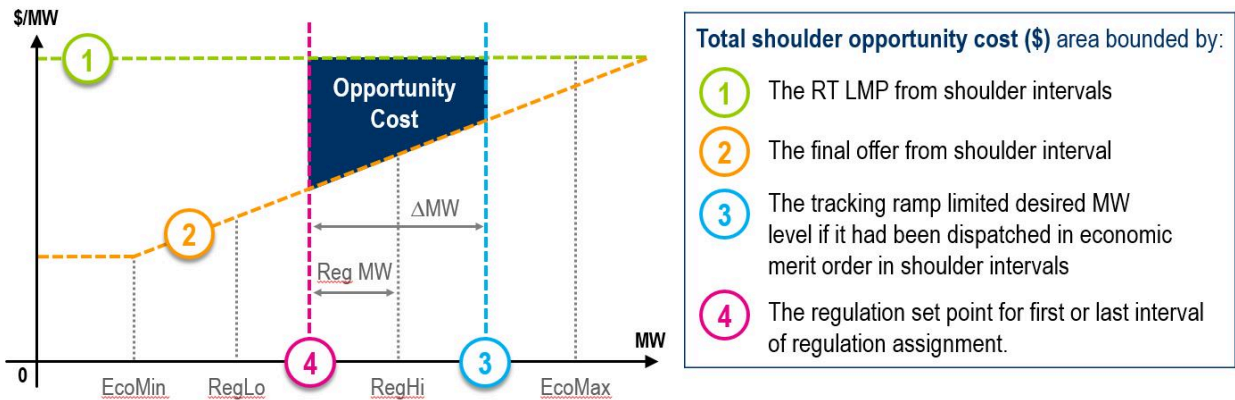 $/MW
1
Opportunity
Cost
2
ΔMW
Reg MW
MW
0
4
3
EcoMin
RegLo
RegHi
EcoMax
Total shoulder opportunity cost ($) area bounded by:
1 The RT LMP from shoulder intervals
2 The final offer from shoulder interval
3 The tracking ramp limited desired MW
level if it had been dispatched in economic
merit order in shoulder intervals
4 The regulation set point for first or last interval
of regulation assignment.